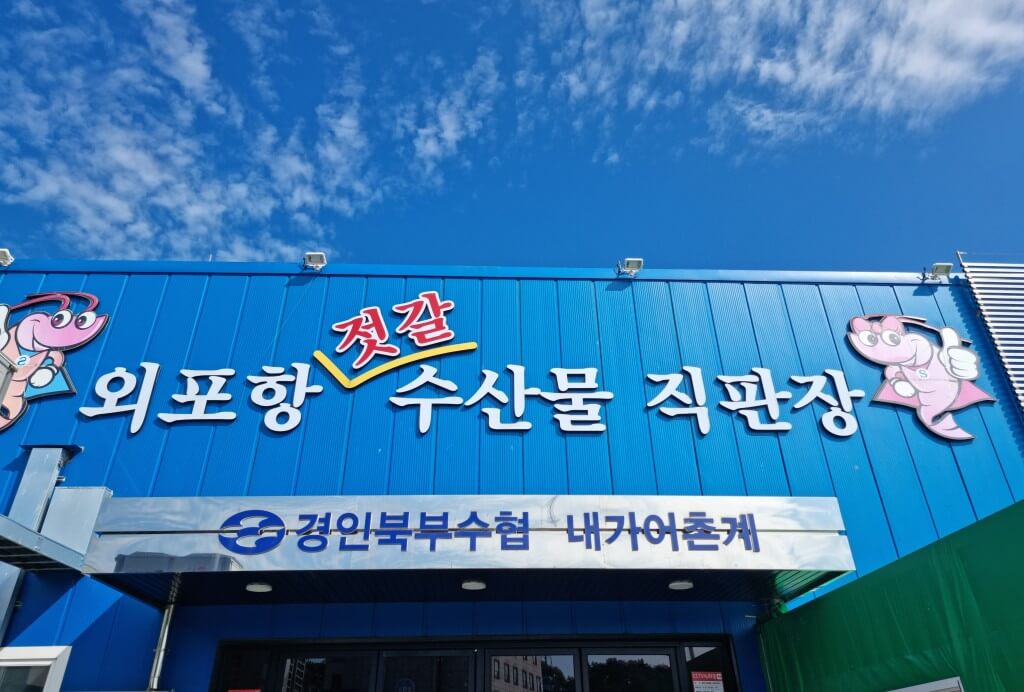 젓갈
외포항 수산물 직판장
경인북부수협 내가어촌계